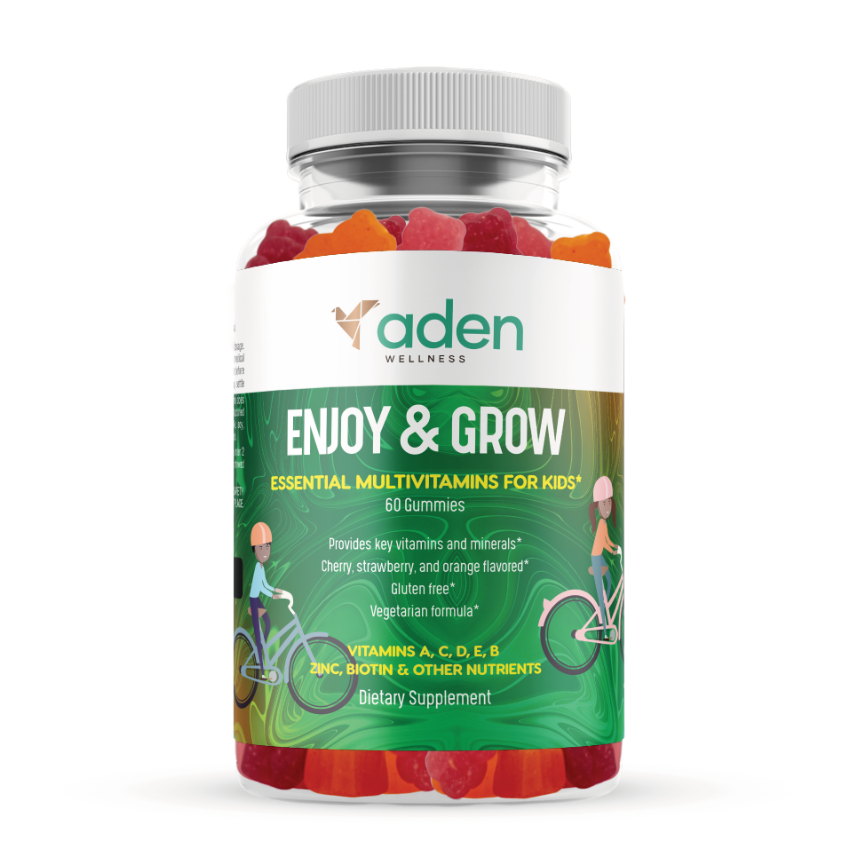 aden
WELLNESS
ENJOY & GROW
ESSENTIAL MULTIVITAMINS FOR KIDS*
60 Gummies
Provides key vitamins and minerals*
Cherry, strawberry, and orange flavored*
Gluten free*
Vegetarian formula*
VITAMINS A, C, D, E, B
ZINC, BIOTIN & OTHER NUTRIENTS
Dietary Supplement